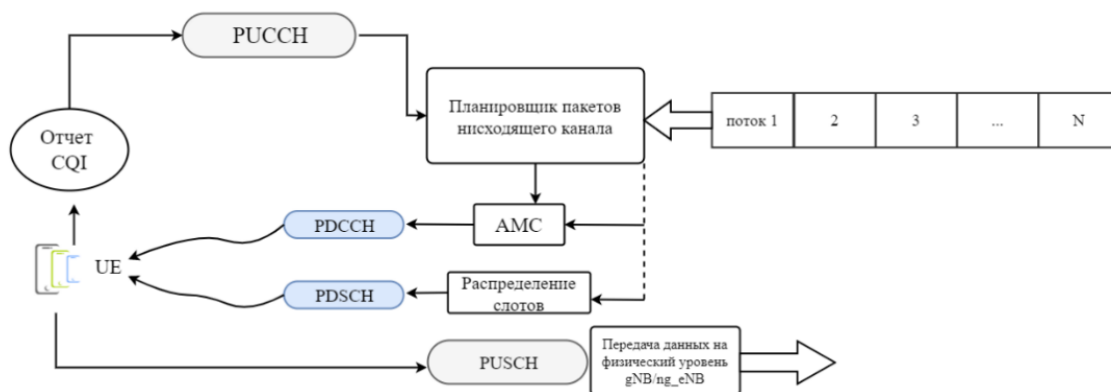 PUCCH
Отчет
CQI
Планировщик пакетов
нисходящего канала
поток 1 2 3 ... N
PDCCH
AMC
UE
PDSCH
Распределение
слотов
PUSCH
Передача данных на
физический уровень
gNB/ng_eNB